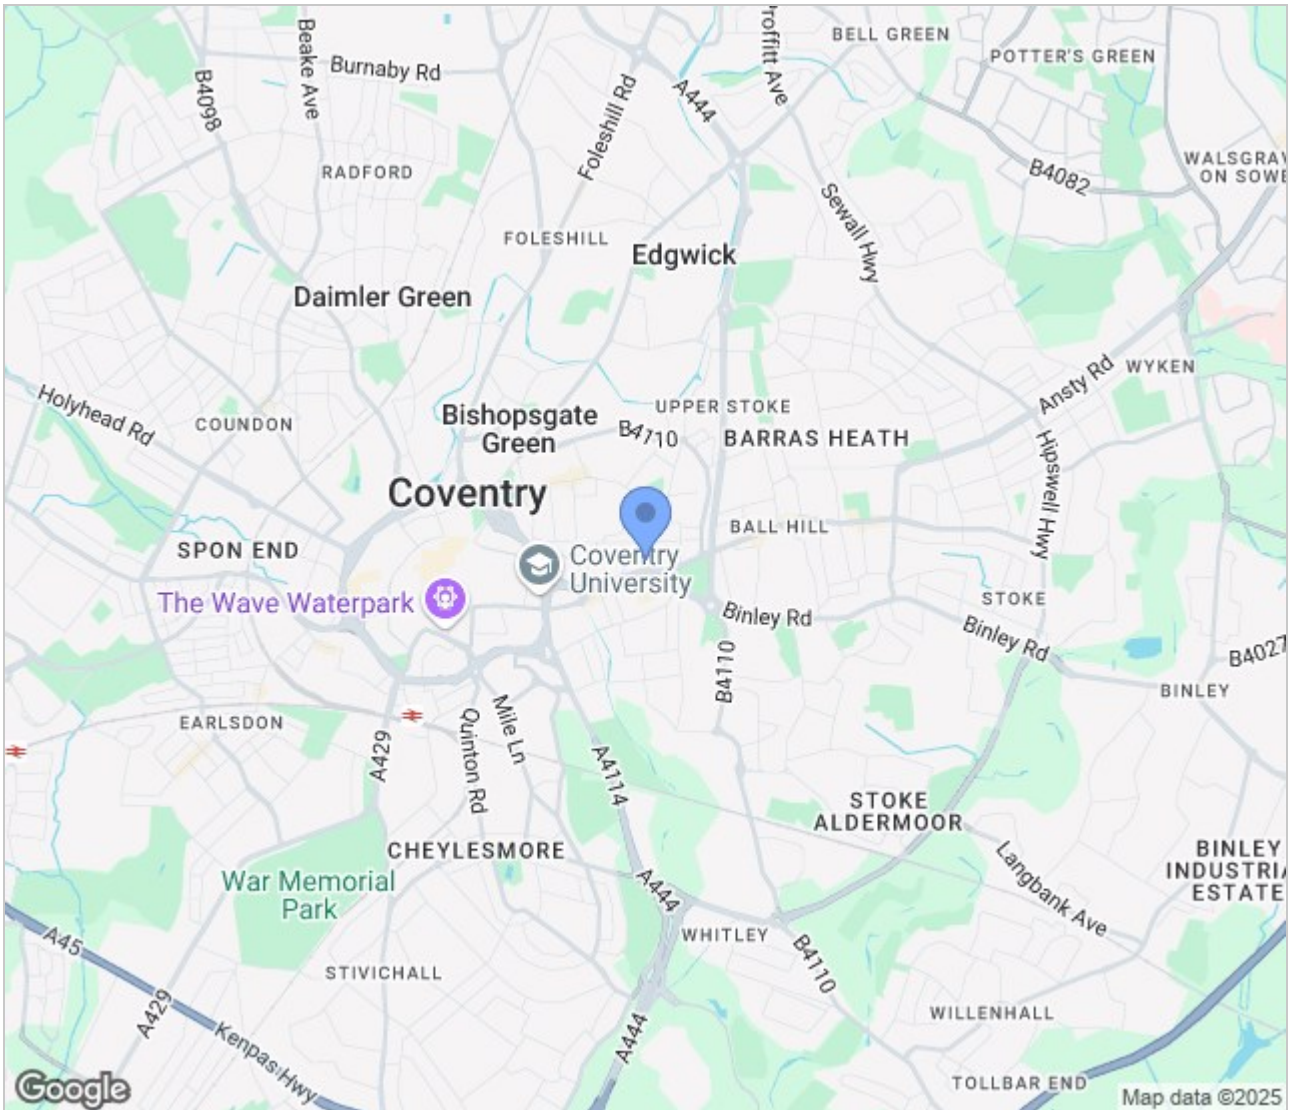 BELL GREEN
POTTER'S GREEN
Proffitt Ave
Beake Ave
Burnaby Rd
B4098
Foleshill Rd
A444
B4082
WALSGRAV
ON SOWE
RADFORD
Sewall Hwy
FOLESHILL
Edgwick
Daimler Green
Ansty Rd
WYKEN
Holyhead Rd
COUNDON
Bishopsgate
Green
UPPER STOKE
B4110
BARRAS HEATH
Hipswell Hwy
Coventry
BALL HILL
SPON END
Coventry
University
The Wave Waterpark
STOKE
Binley Rd
Binley Rd
B4027
B4110
BINLEY
EARLSDON
Mile Ln
Quinton Rd
A429
A4114
STOKE
ALDERMOOR
CHEYLESMORE
Langbank Ave
BINLEY
INDUSTRIA
ESTATE
War Memorial
Park
A444
WHITLEY
B4110
A45
STIVICHALL
A429
Kenpas Hwy
A444
WILLENHALL
TOLLBAR END
Google
Map data ©2025